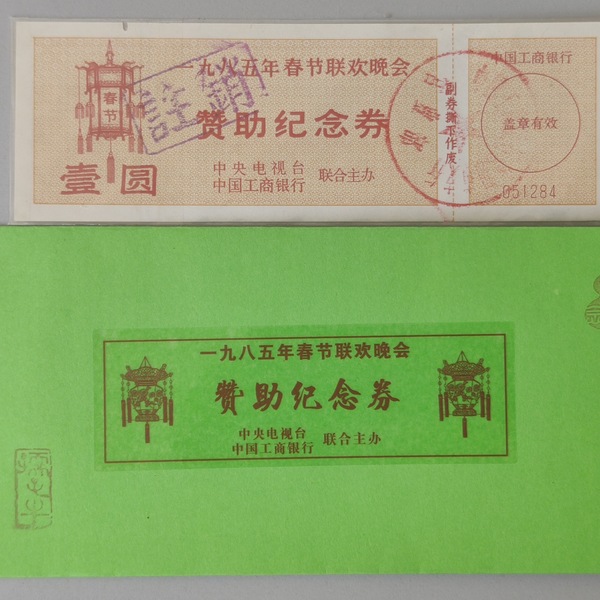 一九八五年春节联欢晚会
春节
註銷
赞助纪念券
壹圆
中央电视台
中国工商银行
联合主办
副券撕下作废
中国工商银行
盖章有效
051284
一九八五年春节联欢晚会
赞助纪念券
中央电视台
中国工商银行
联合主办